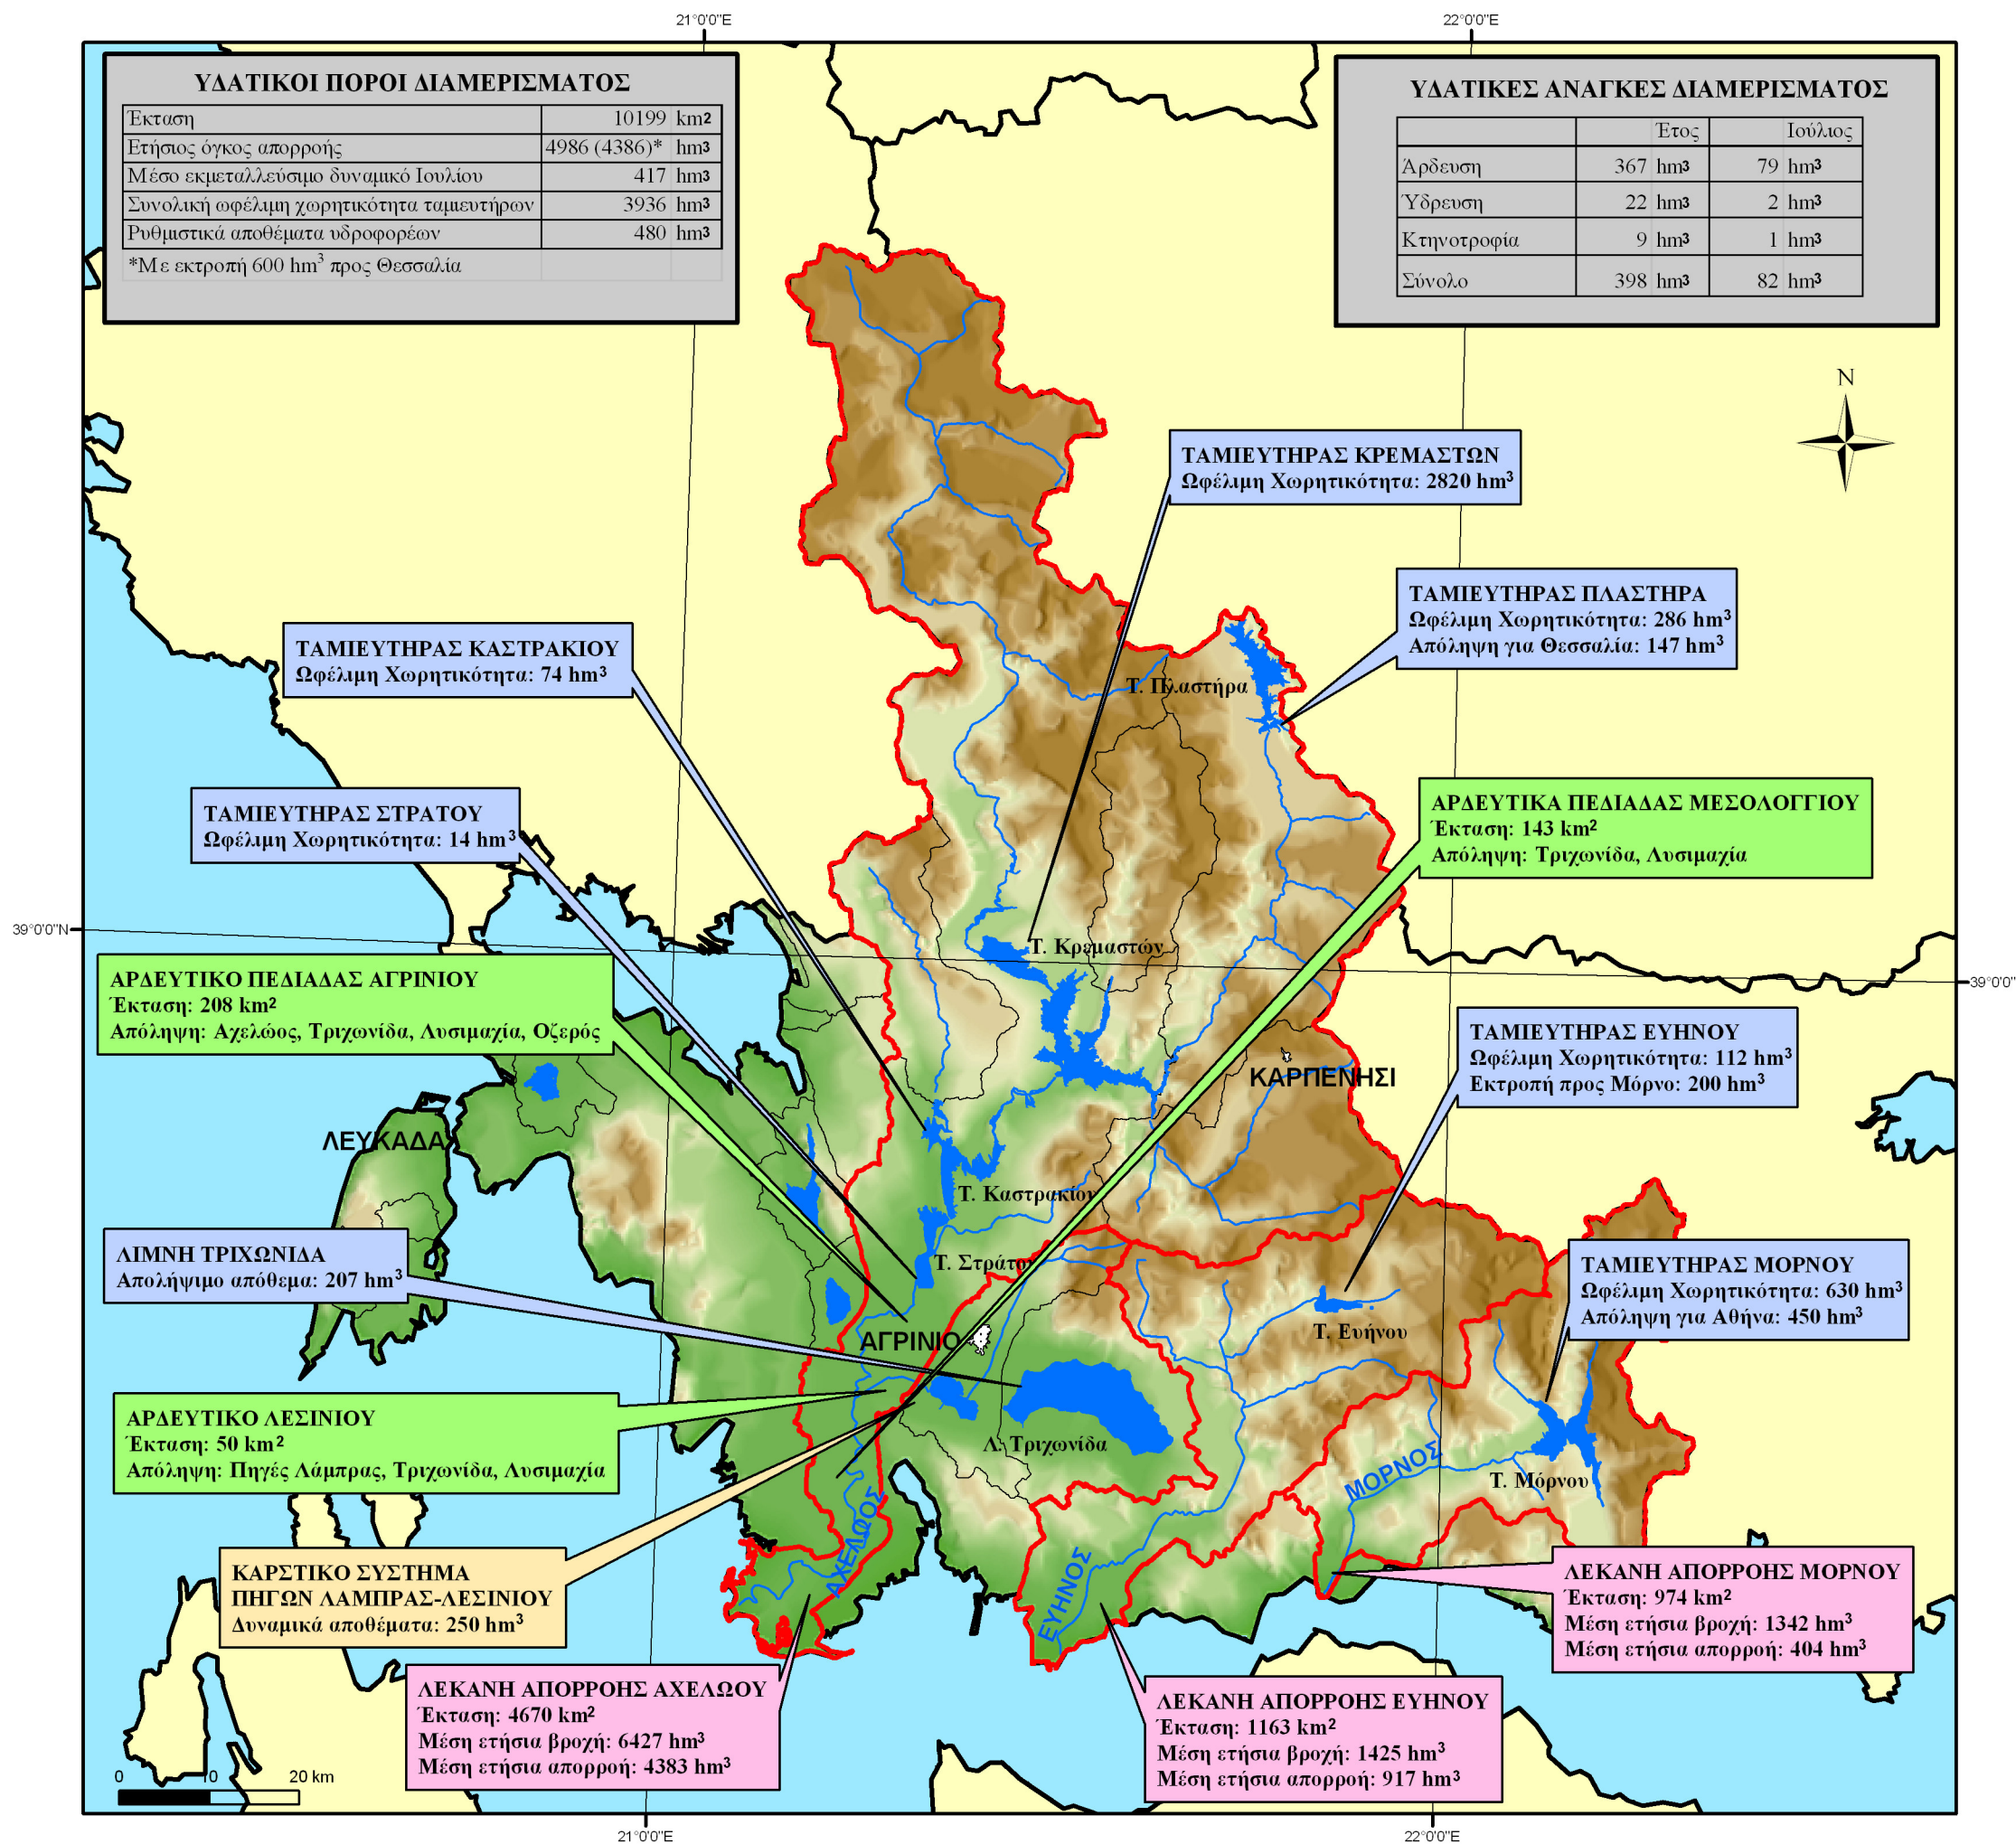 21°0'0"E
22°0'0"E
ΥΔΑΤΙΚΟΙ ΠΟΡΟΙ ΔΙΑΜΕΡΙΣΜΑΤΟΣ
Έκταση 10199 km²
Ετήσιος όγκος απορροής 4986 (4386)* hm³
Μέσο εκμεταλλεύσιμο δυναμικό Ιουλίου 417 hm³
Συνολική ωφέλιμη χωρητικότητα ταμιευτήρων 3936 hm³
Ρυθμιστικά αποθέματα υδροφορέων 480 hm³
*Με εκτροπή 600 hm³ προς Θεσσαλία
ΥΔΑΤΙΚΕΣ ΑΝΑΓΚΕΣ ΔΙΑΜΕΡΙΣΜΑΤΟΣ
Έτος Ιούλιος
Άρδευση 367 hm³ 79 hm³
Ύδρευση 22 hm³ 2 hm³
Κτηνοτροφία 9 hm³ 1 hm³
Σύνολο 398 hm³ 82 hm³
N
ΤΑΜΙΕΥΤΗΡΑΣ ΚΡΕΜΑΣΤΩΝ
Ωφέλιμη Χωρητικότητα: 2820 hm³
ΤΑΜΙΕΥΤΗΡΑΣ ΠΛΑΣΤΗΡΑ
Ωφέλιμη Χωρητικότητα: 286 hm³
Απόληψη για Θεσσαλία: 147 hm³
ΤΑΜΙΕΥΤΗΡΑΣ ΚΑΣΤΡΑΚΙΟΥ
Ωφέλιμη Χωρητικότητα: 74 hm³
Τ. Πλαστήρα
ΤΑΜΙΕΥΤΗΡΑΣ ΣΤΡΑΤΟΥ
Ωφέλιμη Χωρητικότητα: 14 hm³
ΑΡΔΕΥΤΙΚΑ ΠΕΔΙΑΔΑΣ ΜΕΣΟΛΟΓΓΙΟΥ
Έκταση: 143 km²
Απόληψη: Τριχωνίδα, Λυσιμαχία
39°0'0"N
Τ. Κρεμαστών
39°0'0"
ΑΡΔΕΥΤΙΚΟ ΠΕΔΙΑΔΑΣ ΑΓΡΙΝΙΟΥ
Έκταση: 208 km²
Απόληψη: Αχελώος, Τριχωνίδα, Λυσιμαχία, Οζερός
ΤΑΜΙΕΥΤΗΡΑΣ ΕΥΗΝΟΥ
Ωφέλιμη Χωρητικότητα: 112 hm³
Εκτροπή προς Μόρνο: 200 hm³
ΚΑΡΠΕΝΗΣΙ
ΛΕΥΚΑΔΑ
Τ. Καστρακίου
ΛΙΜΝΗ ΤΡΙΧΩΝΙΔΑ
Απολήψιμο απόθεμα: 207 hm³
Τ. Στράτου
ΤΑΜΙΕΥΤΗΡΑΣ ΜΟΡΝΟΥ
Ωφέλιμη Χωρητικότητα: 630 hm³
Απόληψη για Αθήνα: 450 hm³
ΑΓΡΙΝΙΟ
Τ. Ευήνου
ΑΡΔΕΥΤΙΚΟ ΛΕΣΙΝΙΟΥ
Έκταση: 50 km²
Απόληψη: Πηγές Λάμπρας, Τριχωνίδα, Λυσιμαχία
Λ. Τριχωνίδα
ΜΟΡΝΟΣ
Τ. Μόρνου
ΑΧΕΛΩΟΣ
ΕΥΗΝΟΣ
ΚΑΡΣΤΙΚΟ ΣΥΣΤΗΜΑ
ΠΗΓΩΝ ΛΑΜΠΡΑΣ-ΛΕΣΙΝΙΟΥ
Δυναμικά αποθέματα: 250 hm³
ΛΕΚΑΝΗ ΑΠΟΡΡΟΗΣ ΜΟΡΝΟΥ
Έκταση: 974 km²
Μέση ετήσια βροχή: 1342 hm³
Μέση ετήσια απορροή: 404 hm³
ΛΕΚΑΝΗ ΑΠΟΡΡΟΗΣ ΑΧΕΛΩΟΥ
Έκταση: 4670 km²
Μέση ετήσια βροχή: 6427 hm³
Μέση ετήσια απορροή: 4383 hm³
ΛΕΚΑΝΗ ΑΠΟΡΡΟΗΣ ΕΥΗΝΟΥ
Έκταση: 1163 km²
Μέση ετήσια βροχή: 1425 hm³
Μέση ετήσια απορροή: 917 hm³
0 10 20 km
21°0'0"E
22°0'0"E